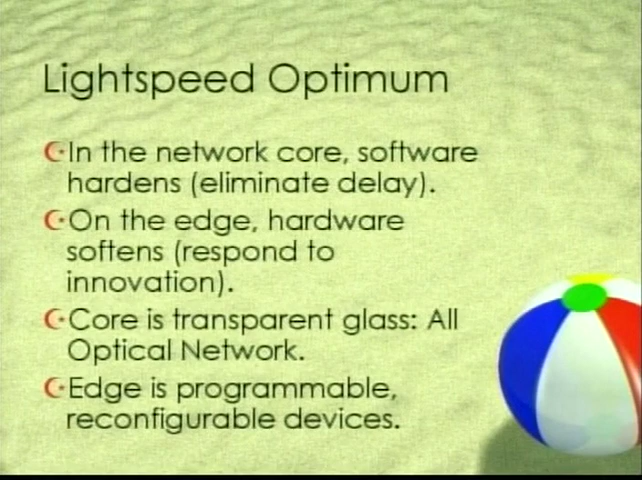 Lightspeed Optimum
In the network core, software
hardens (eliminate delay).
On the edge, hardware
softens (respond to
innovation).
Core is transparent glass: All
Optical Network.
Edge is programmable,
reconfigurable devices.